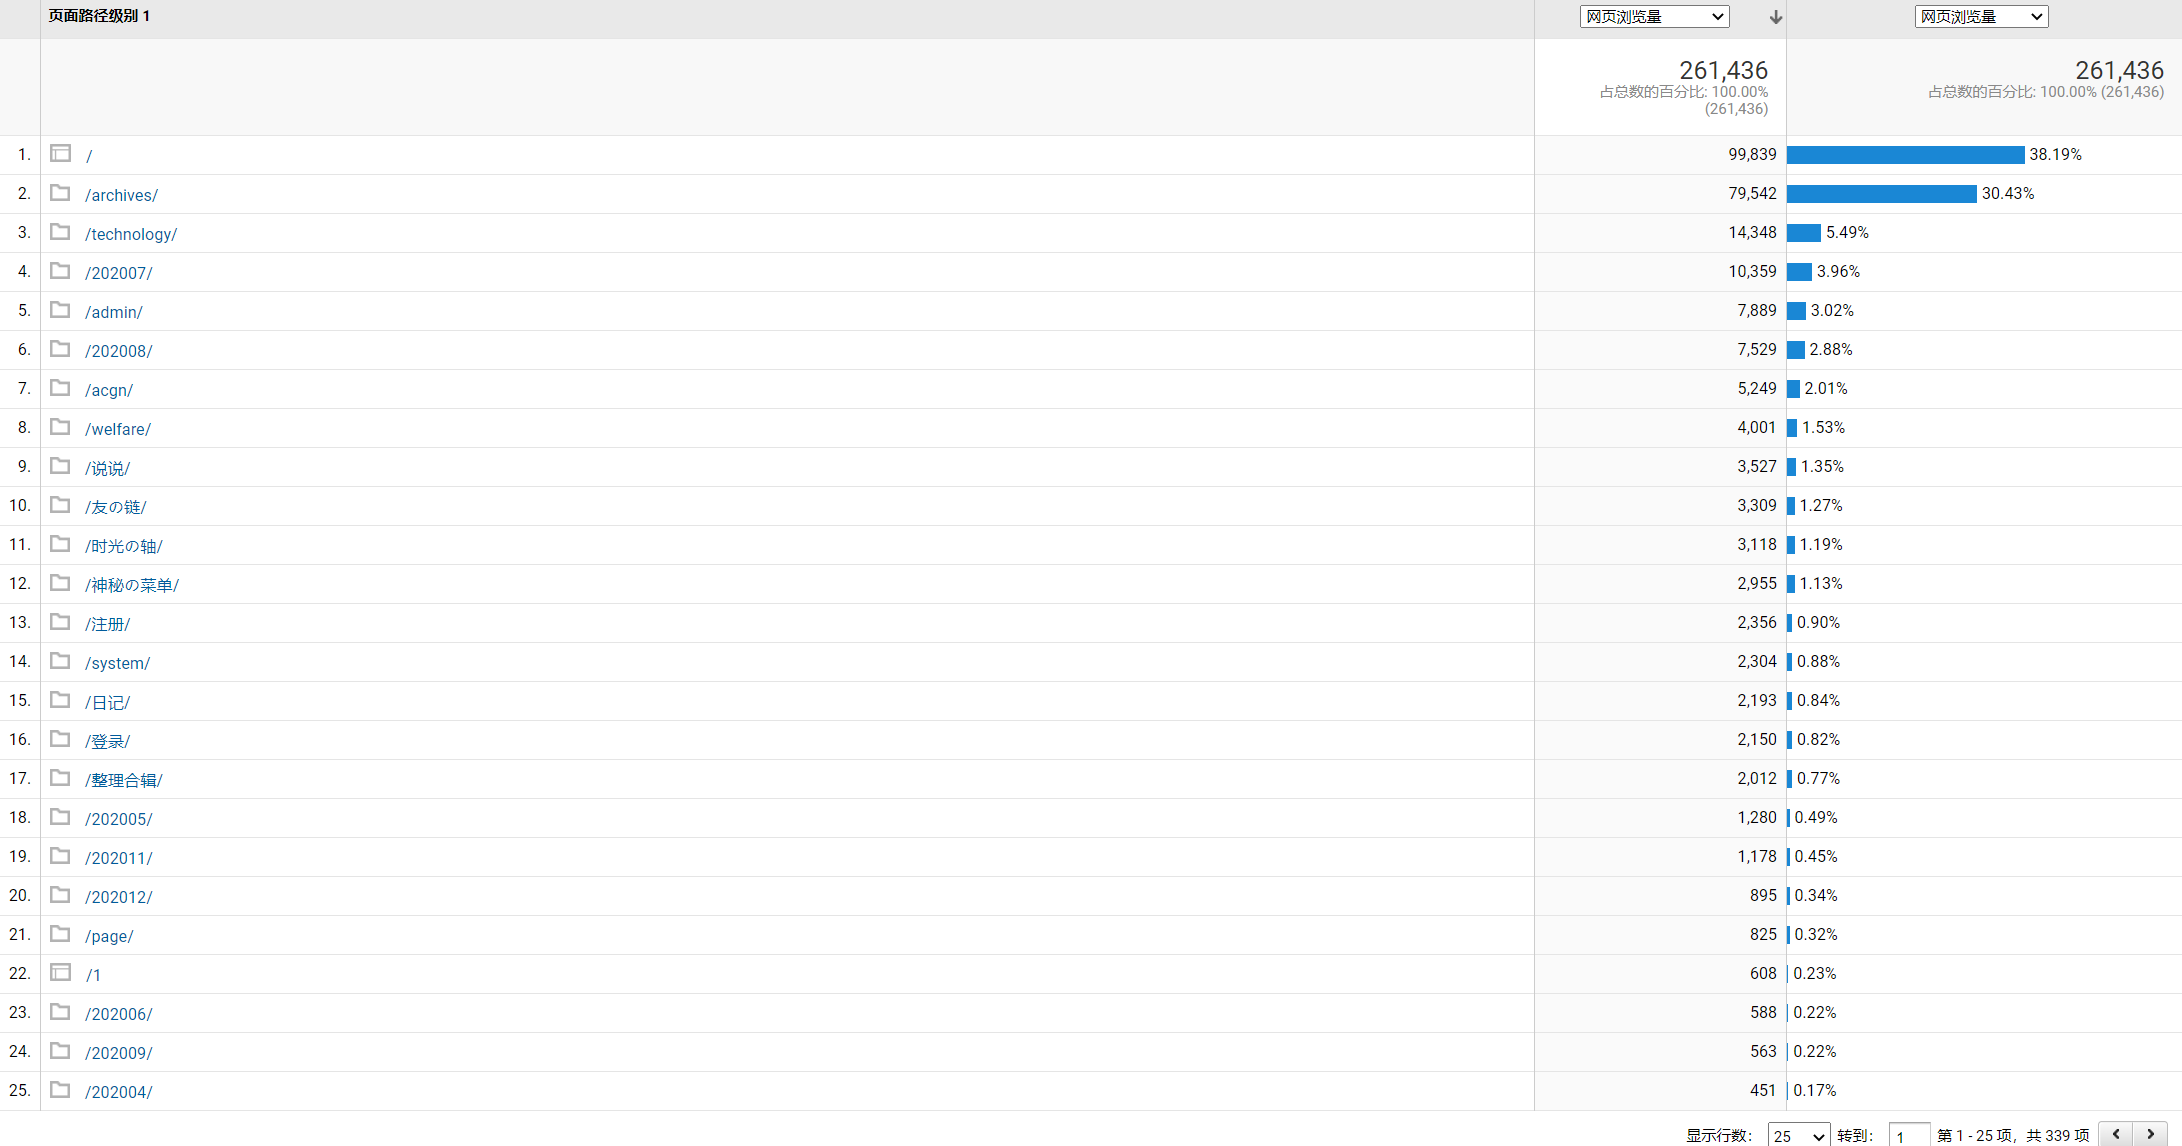 页面路径级别 1 网页浏览量 网页浏览量
261,436 261,436
占总数的百分比: 100.00% 占总数的百分比: 100.00% (261,436)
(261,436)
1. / 99,839 38.19%
2. /archives/ 79,542 30.43%
3. /technology/ 14,348 5.49%
4. /202007/ 10,359 3.96%
5. /admin/ 7,889 3.02%
6. /202008/ 7,529 2.88%
7. /acgn/ 5,249 2.01%
8. /welfare/ 4,001 1.53%
9. /说说/ 3,527 1.35%
10. /友の链/ 3,309 1.27%
11. /时光の轴/ 3,118 1.19%
12. /神秘の菜单/ 2,955 1.13%
13. /注册/ 2,356 0.90%
14. /system/ 2,304 0.88%
15. /日记/ 2,193 0.84%
16. /登录/ 2,150 0.82%
17. /整理合辑/ 2,012 0.77%
18. /202005/ 1,280 0.49%
19. /202011/ 1,178 0.45%
20. /202012/ 895 0.34%
21. /page/ 825 0.32%
22. /1 608 0.23%
23. /202006/ 588 0.22%
24. /202009/ 563 0.22%
25. /202004/ 451 0.17%
显示行数: 25 转到: 1 第 1 - 25 项，共 339 项